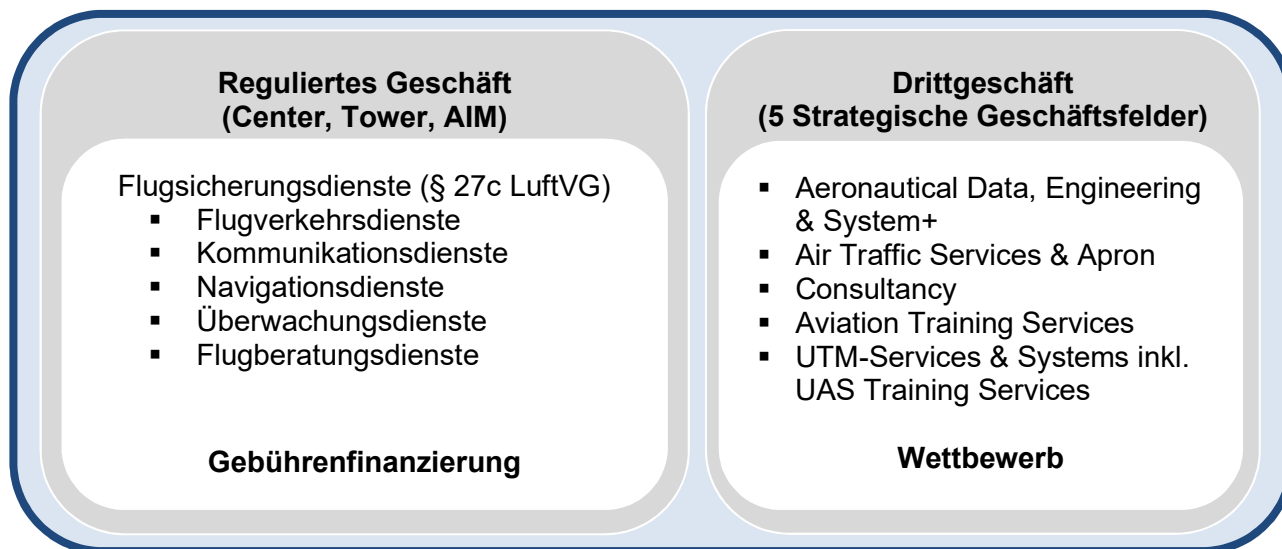 Reguliertes Geschäft
(Center, Tower, AIM)
Flugsicherungsdienste (§ 27c LuftVG)
▪ Flugverkehrsdienste
▪ Kommunikationsdienste
▪ Navigationsdienste
▪ Überwachungsdienste
▪ Flugberatungsdienste
Gebührenfinanzierung
Drittgeschäft
(5 Strategische Geschäftsfelder)
▪ Aeronautical Data, Engineering
& System+
▪ Air Traffic Services & Apron
▪ Consultancy
▪ Aviation Training Services
▪ UTM-Services & Systems inkl.
UAS Training Services
Wettbewerb